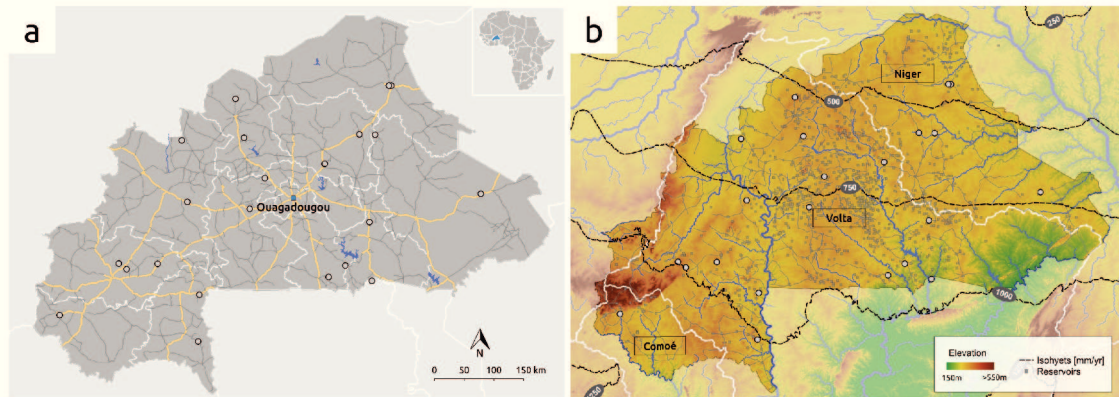 a
Ouagadougou
N
0 50 100 150 km
b
250
Niger
500
750
Volta
1000
Comoé
750
Elevation
150m >550m
Isohyets [mm/yr]
Reservoirs